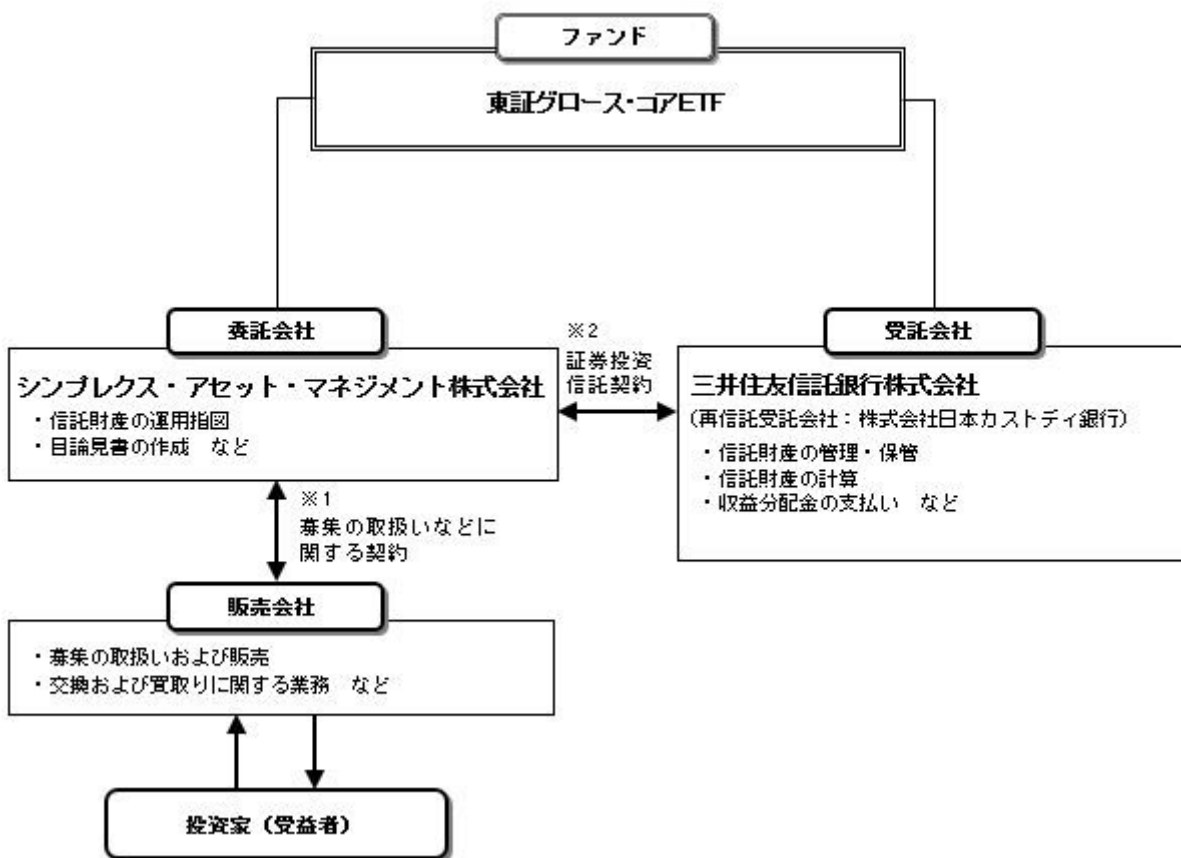 ファンド
東証グロース・コアETF
委託会社
シンプレクス・アセット・マネジメント株式会社
・信託財産の運用指図
・目論見書の作成　など
※2
証券投資
信託契約
受託会社
三井住友信託銀行株式会社
(再信託受託会社：株式会社日本カストディ銀行)
・信託財産の管理・保管
・信託財産の計算
・収益分配金の支払い　など
※1
募集の取扱いなどに
関する契約
販売会社
・募集の取扱いおよび販売
・交換および買取りに関する業務　など
投資家（受益者）